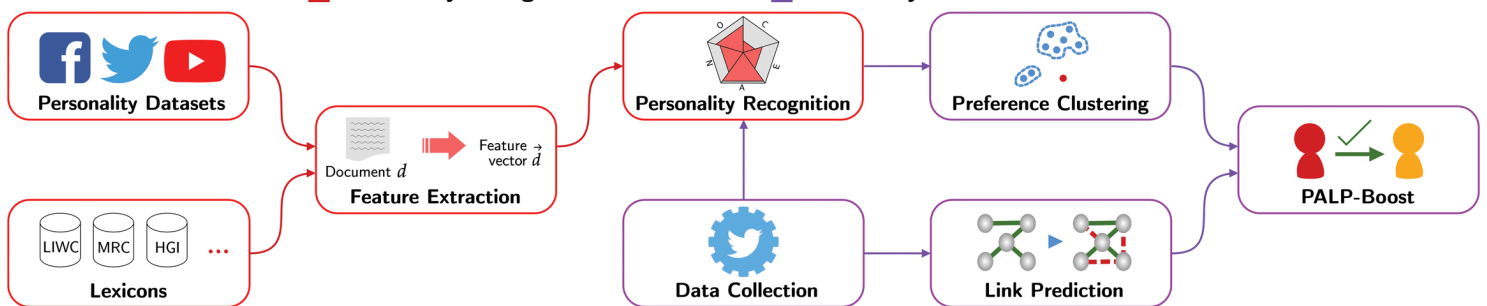 Personality Datasets
LIWC
MRC
HGI
...
Lexicons
Document d
Feature
vector d
Feature Extraction
O
C
N
E
A
Personality Recognition
Data Collection
Preference Clustering
Link Prediction
PALP-Boost